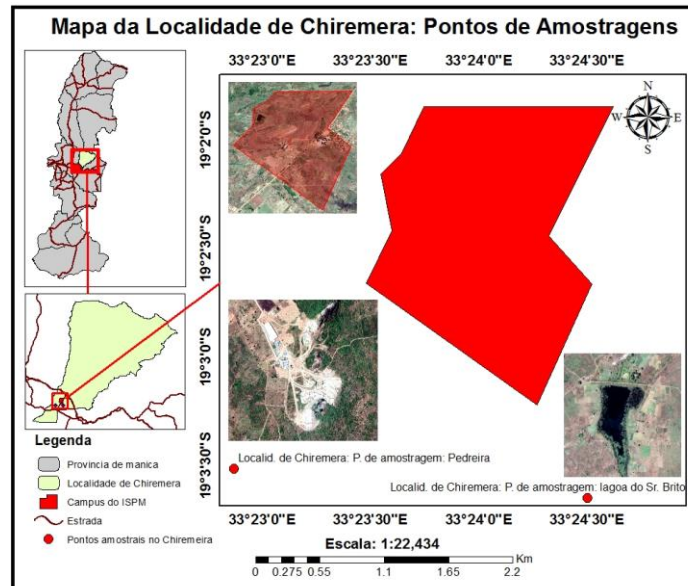 Mapa da Localidade de Chiremera: Pontos de Amostragens
33°23'0"E 33°23'30"E 33°24'0"E 33°24'30"E
N
W E
S
19°2'0"S
19°2'30"S
19°3'0"S
19°3'30"S
Legenda
Provincia de manica
Localidade de Chiremera
Campus do ISPM
Estrada
Pontos amostrais no Chiremeira
Localid. de Chiremera: P. de amostragem: Pedreira
Localid. de Chiremera: P. de amostragem: lagoa do Sr. Brito
33°23'0"E 33°23'30"E 33°24'0"E 33°24'30"E
Escala: 1:22,434
Km
0 0.275 0.55 1.1 1.65 2.2